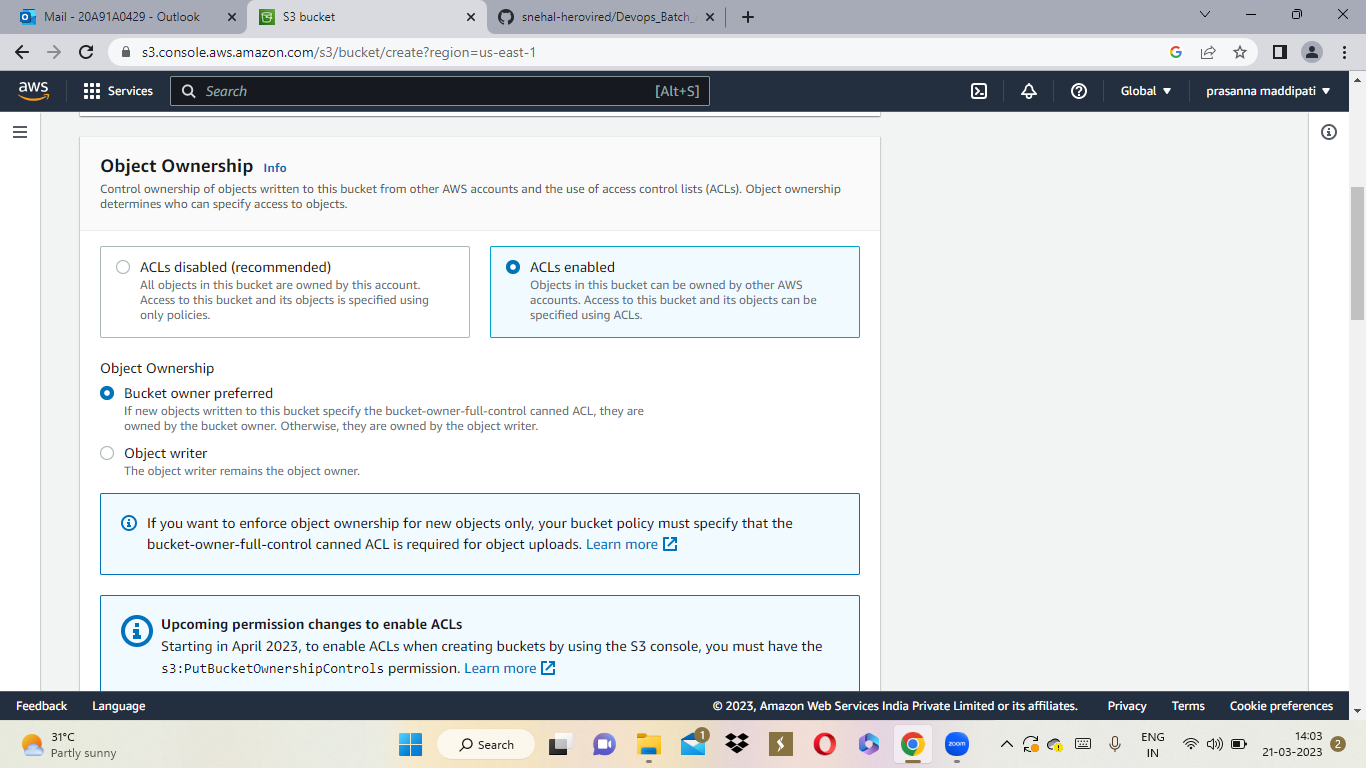 Mail - 20A91A0429 - Outlook
S3 bucket
snehal-herovired/Devops_Batch_
s3.console.aws.amazon.com/s3/bucket/create?region=us-east-1
aws
Services
Search
[Alt+S]
Global
prasanna maddipati
Object Ownership Info
Control ownership of objects written to this bucket from other AWS accounts and the use of access control lists (ACLs). Object ownership
determines who can specify access to objects.
ACLs disabled (recommended)
All objects in this bucket are owned by this account.
Access to this bucket and its objects is specified using
only policies.
ACLs enabled
Objects in this bucket can be owned by other AWS
accounts. Access to this bucket and its objects can be
specified using ACLs.
Object Ownership
Bucket owner preferred
If new objects written to this bucket specify the bucket-owner-full-control canned ACL, they are
owned by the bucket owner. Otherwise, they are owned by the object writer.
Object writer
The object writer remains the object owner.
If you want to enforce object ownership for new objects only, your bucket policy must specify that the
bucket-owner-full-control canned ACL is required for object uploads. Learn more
Upcoming permission changes to enable ACLs
Starting in April 2023, to enable ACLs when creating buckets by using the S3 console, you must have the
s3:PutBucketOwnershipControls permission. Learn more
Feedback
Language
© 2023, Amazon Web Services India Private Limited or its affiliates.
Privacy
Terms
Cookie preferences
31°C
Partly sunny
Search
1
zoom
ENG
IN
14:03
21-03-2023
2